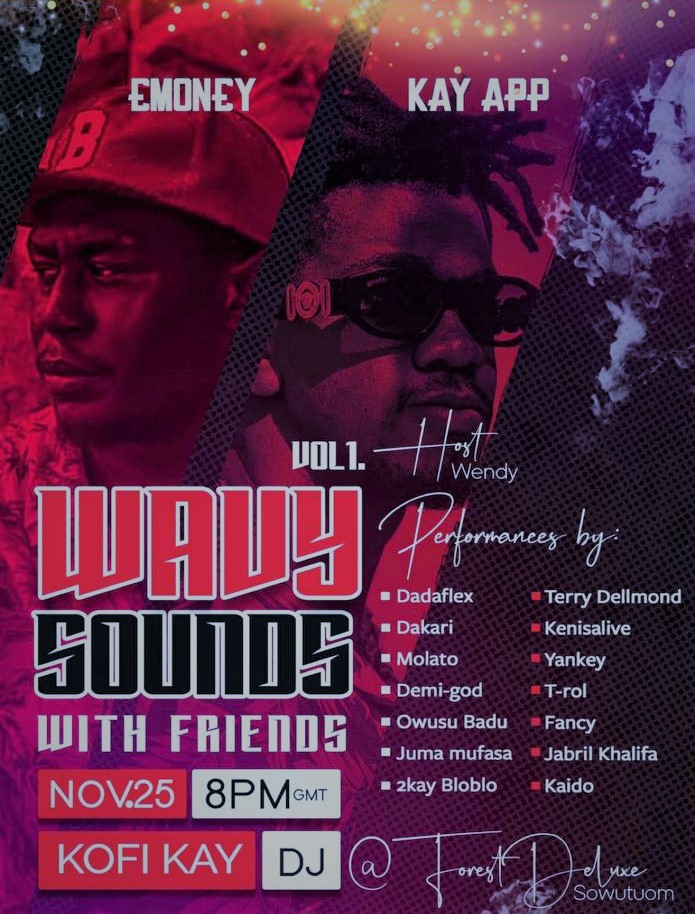 EMONEY
KAY APP
B
VOL1.
WAVY
SOUNDS
WITH FRIENDS
NOV.25
8PM GMT
KOFI KAY
DJ
Host
Wendy
Performances by:
Dadaflex
Dakari
Molato
Demi-god
Owusu Badu
Juma mufasa
2kay Bloblo
Terry Dellmond
Kenisalive
Yankey
T-rol
Fancy
Jabril Khalifa
Kaido
@ Forest Deluxe
Sowutuom